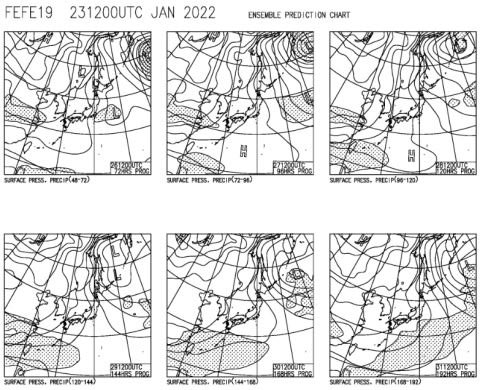 FEFE19 231200UTC JAN 2022 ENSEMBLE PREDICTION CHART
L
261200UTC
72HRS PROG
SURFACE PRESS, PRECIP(48-72)
H
271200UTC
96HRS PROG
SURFACE PRESS, PRECIP(72-96)
L
H
281200UTC
120HRS PROG
SURFACE PRESS, PRECIP(96-120)
L
291200UTC
144HRS PROG
SURFACE PRESS, PRECIP(120-144)
301200UTC
168HRS PROG
SURFACE PRESS, PRECIP(144-168)
311200UTC
192HRS PROG
SURFACE PRESS, PRECIP(168-192)